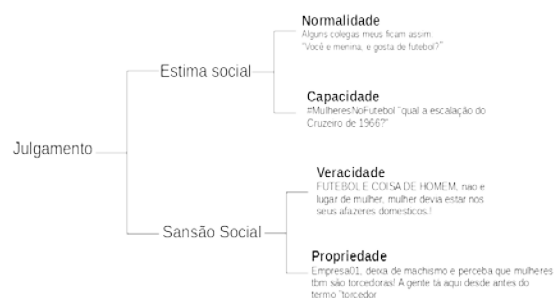 Normalidade
Alguns colegas meus ficam assim:
"Você e menina, e gosta de futebol?"
Estima social
Capacidade
#MulheresNoFutebol "qual a escalação do
Cruzeiro de 1966?"
Julgamento
Veracidade
FUTEBOL E COISA DE HOMEM, nao e
lugar de mulher, mulher devia estar nos
seus afazeres domesticos.!
Sansão Social
Propriedade
Empresa01, deixa de machismo e perceba que mulheres
tbm são torcedoras! A gente tá aqui desde antes do
termo "torcedor